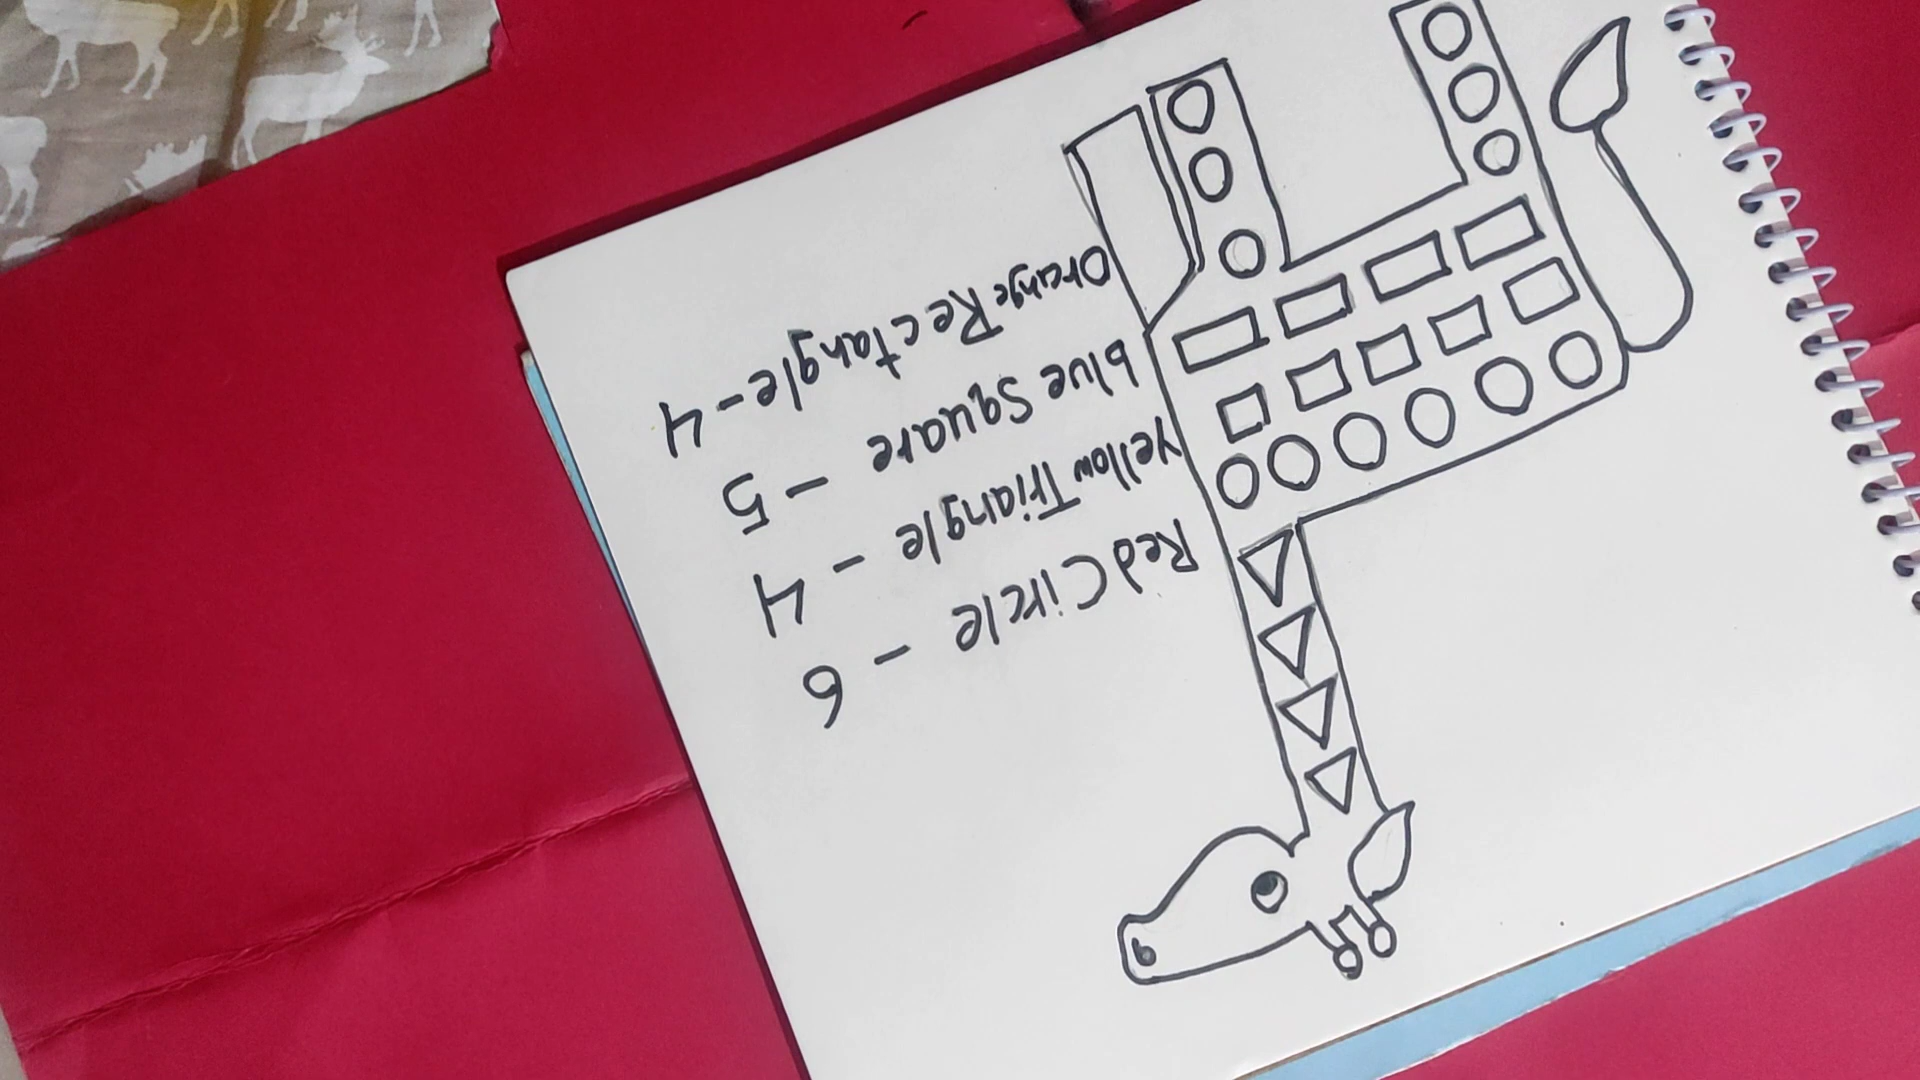 Red Circle - 6
Yellow Triangle - 4
blue Square - 5
Orange Rectangle - 4